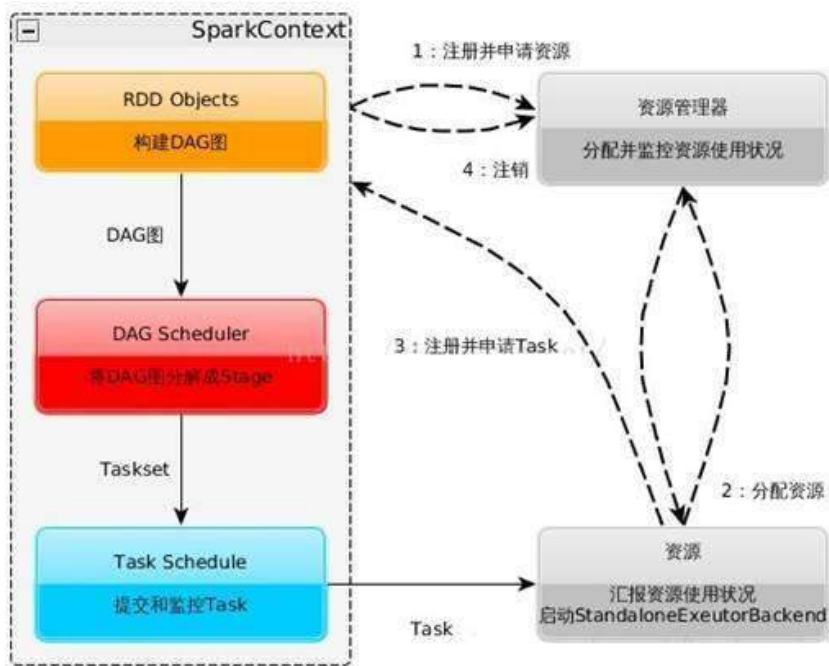 SparkContext
1：注册并申请资源
RDD Objects
构建DAG图
资源管理器
分配并监控资源使用状况
4：注销
DAG图
DAG Scheduler
将DAG图分解成Stage
3：注册并申请Task
Taskset
2：分配资源
Task Schedule
提交和监控Task
资源
汇报资源使用状况
启动StandaloneExeutorBackend
Task